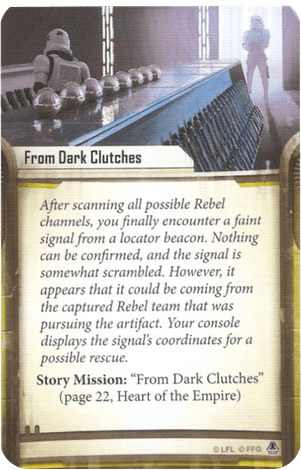 From Dark Clutches
After scanning all possible Rebel
channels, you finally encounter a faint
signal from a locator beacon. Nothing
can be confirmed, and the signal is
somewhat scrambled. However, it
appears that it could be coming from
the captured Rebel team that was
pursuing the artifact. Your console
displays the signal's coordinates for a
possible rescue.
Story Mission: “From Dark Clutches”
(page 22, Heart of the Empire)
© LFL © FFG